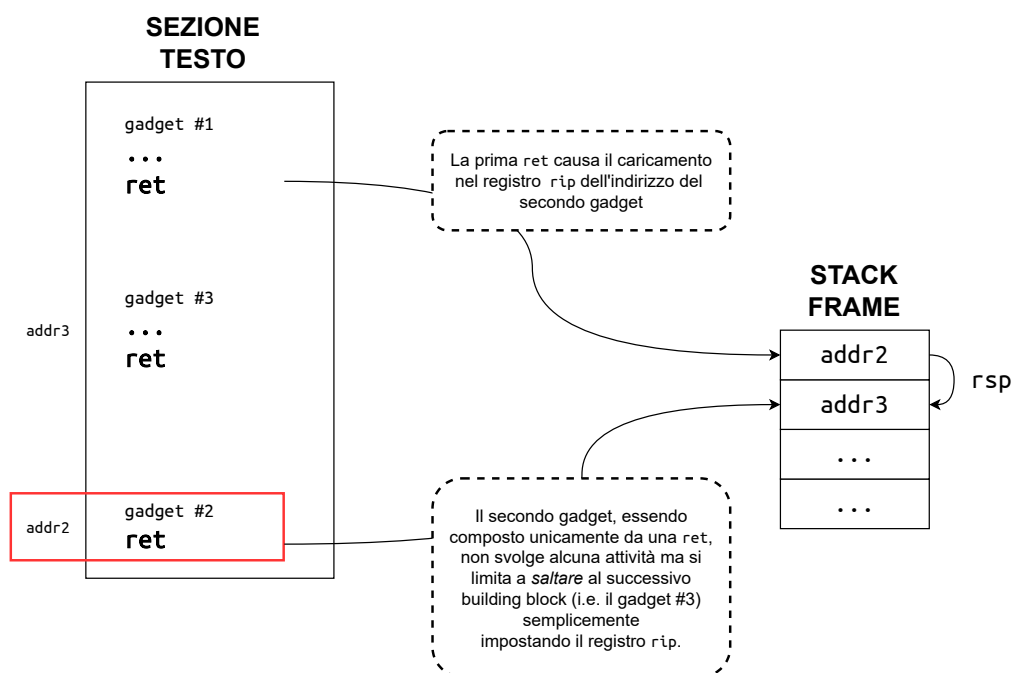 SEZIONE
TESTO
gadget #1
...
ret
La prima ret causa il caricamento
nel registro rip dell'indirizzo del
secondo gadget
gadget #3
addr3
...
ret
STACK
FRAME
addr2
rsp
addr3
...
...
gadget #2
addr2
ret
Il secondo gadget, essendo
composto unicamente da una ret,
non svolge alcuna attività ma si
limita a saltare al successivo
building block (i.e. il gadget #3)
semplicemente
impostando il registro rip.